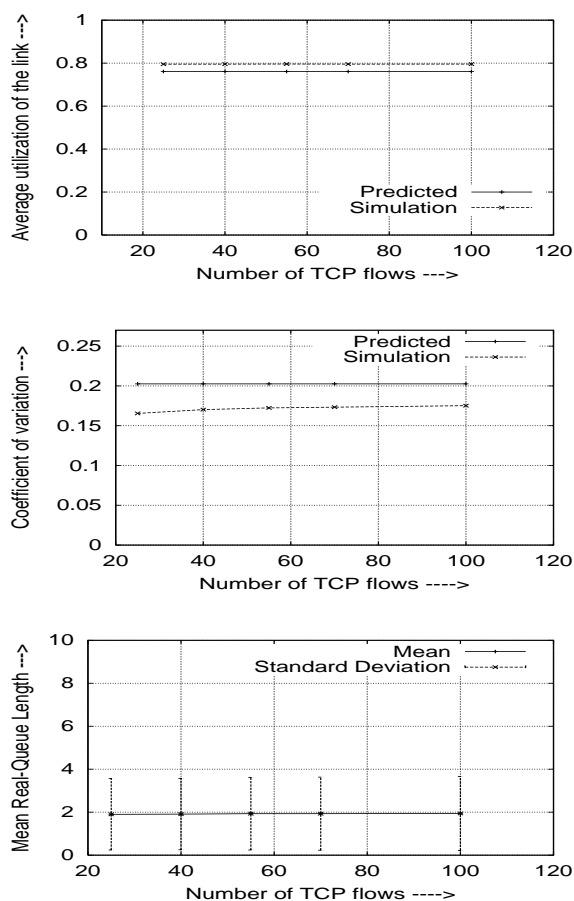 Average utilization of the link --->
1
0.8
0.6
0.4
0.2
0
Predicted
Simulation
20 40 60 80 100 120
Number of TCP flows --->
Coefficient of variation --->
0.25
0.2
0.15
0.1
0.05
0
Predicted
Simulation
20 40 60 80 100 120
Number of TCP flows ---->
Mean Real-Queue Length --->
10
8
6
4
2
0
Mean
Standard Deviation
20 40 60 80 100 120
Number of TCP flows ---->